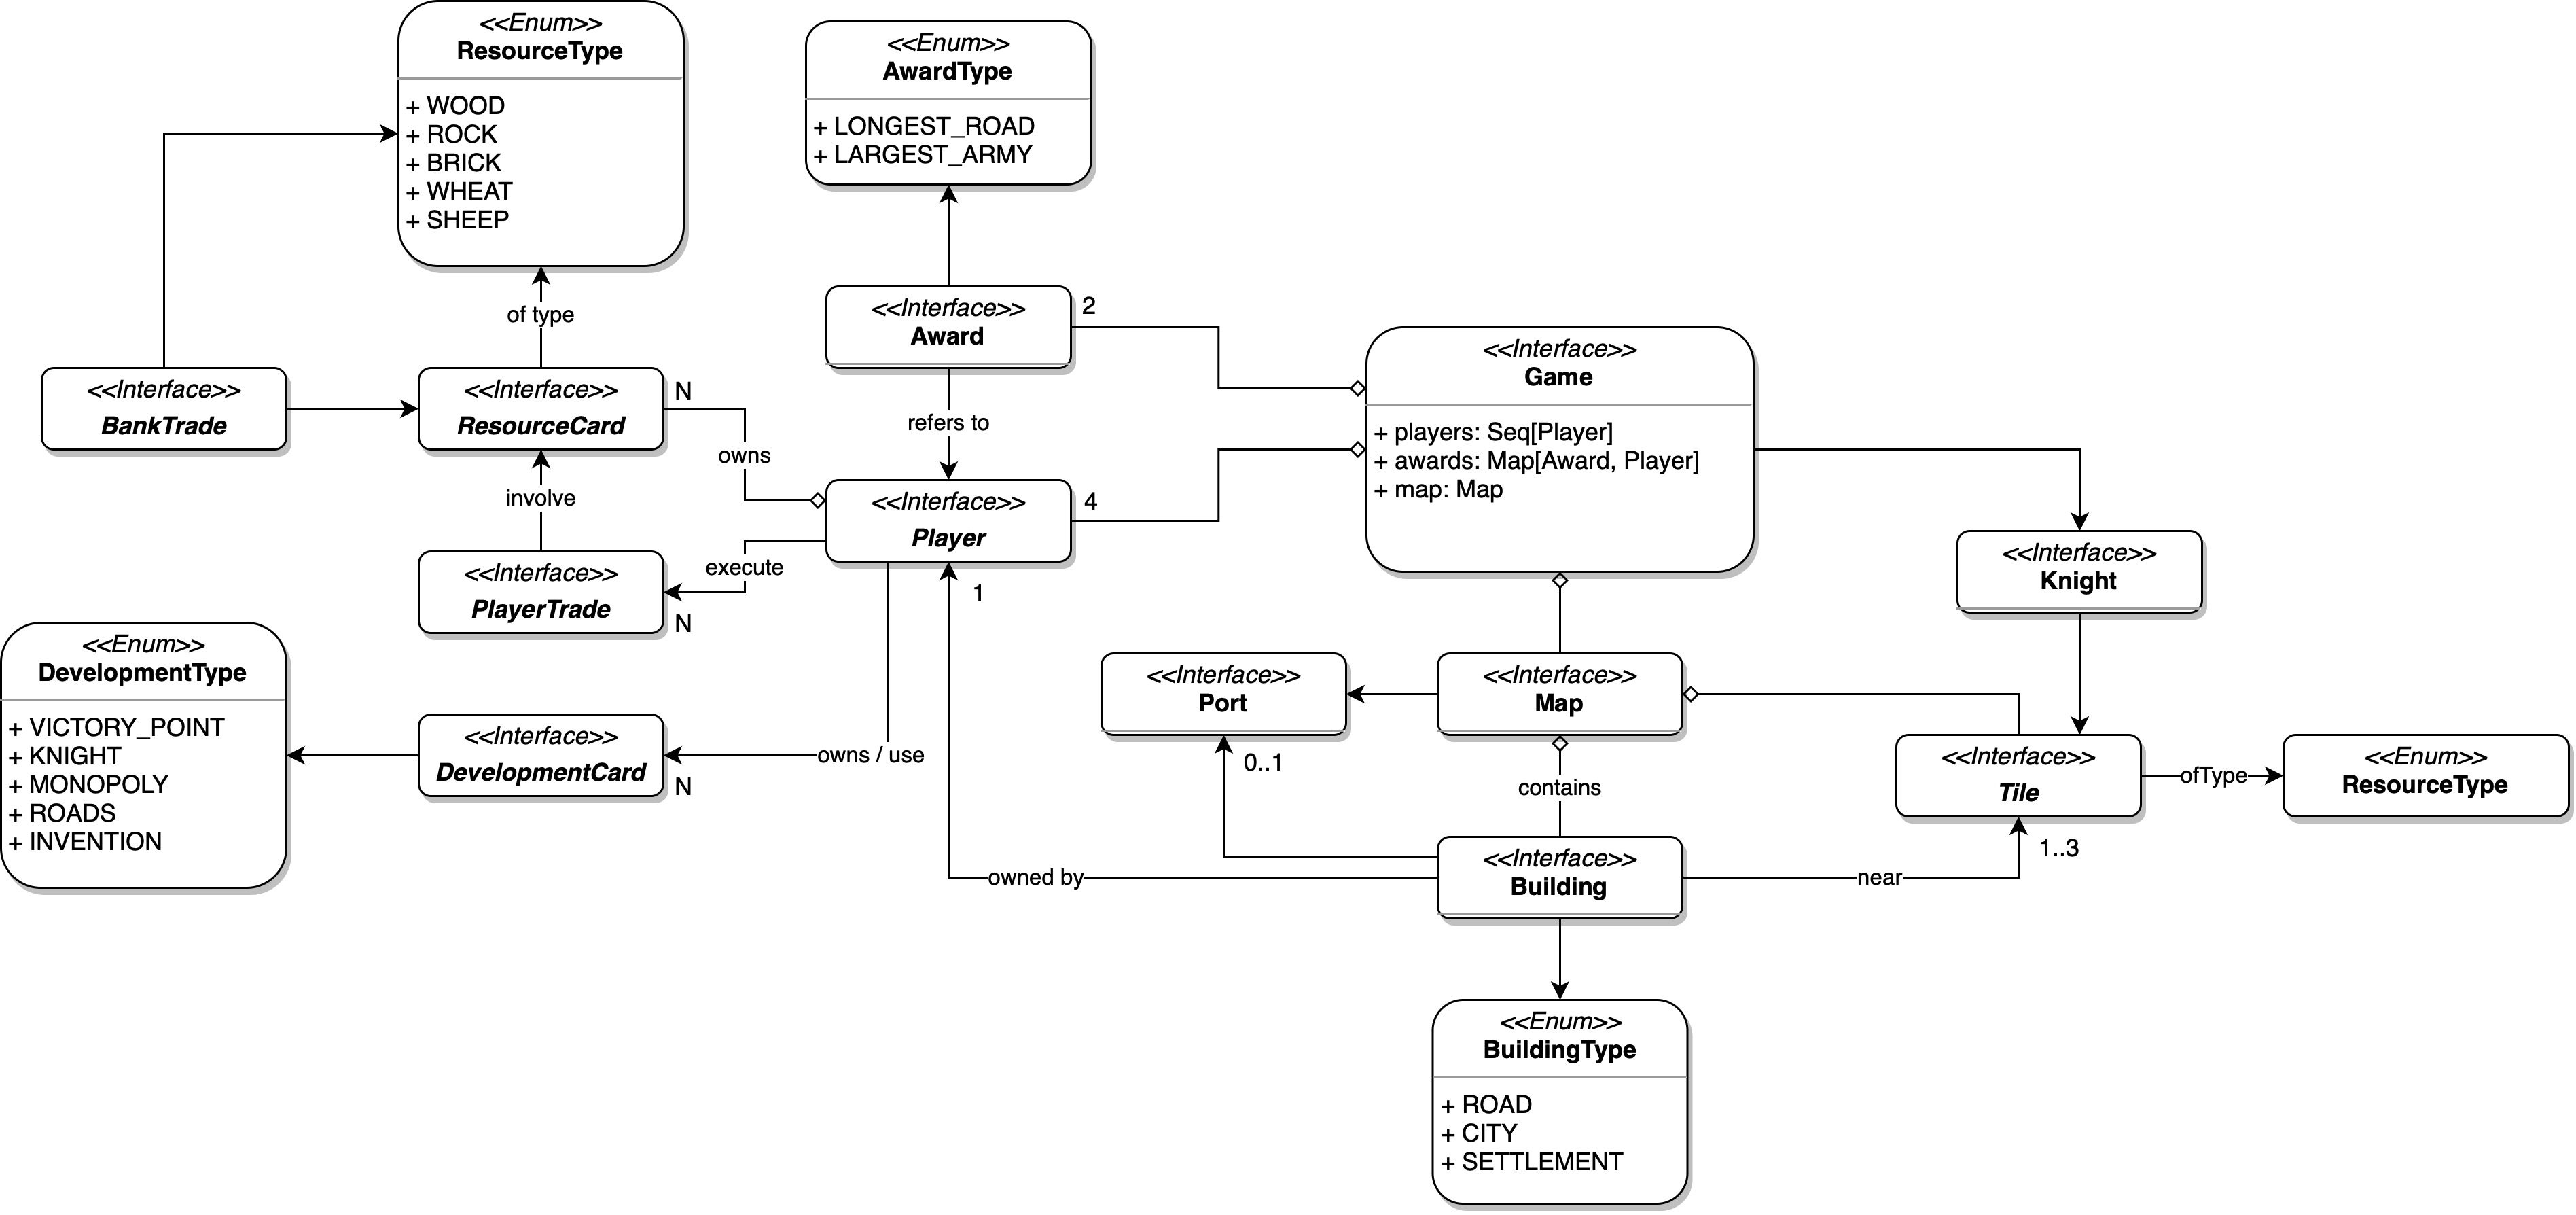 <<Enum>>
ResourceType
+ WOOD
+ ROCK
+ BRICK
+ WHEAT
+ SHEEP
<<Enum>>
AwardType
+ LONGEST_ROAD
+ LARGEST_ARMY
of type
<<Interface>>
Award
2
<<Interface>>
Game
+ players: Seq[Player]
+ awards: Map[Award, Player]
+ map: Map
<<Interface>>
BankTrade
<<Interface>>
ResourceCard
N
owns
refers to
involve
<<Interface>>
Player
4
1
execute
<<Interface>>
PlayerTrade
N
<<Interface>>
Knight
<<Enum>>
DevelopmentType
+ VICTORY_POINT
+ KNIGHT
+ MONOPOLY
+ ROADS
+ INVENTION
<<Interface>>
DevelopmentCard
N
owns / use
<<Interface>>
Port
0..1
<<Interface>>
Map
contains
<<Interface>>
Tile
1..3
ofType
<<Enum>>
ResourceType
owned by
<<Interface>>
Building
near
<<Enum>>
BuildingType
+ ROAD
+ CITY
+ SETTLEMENT